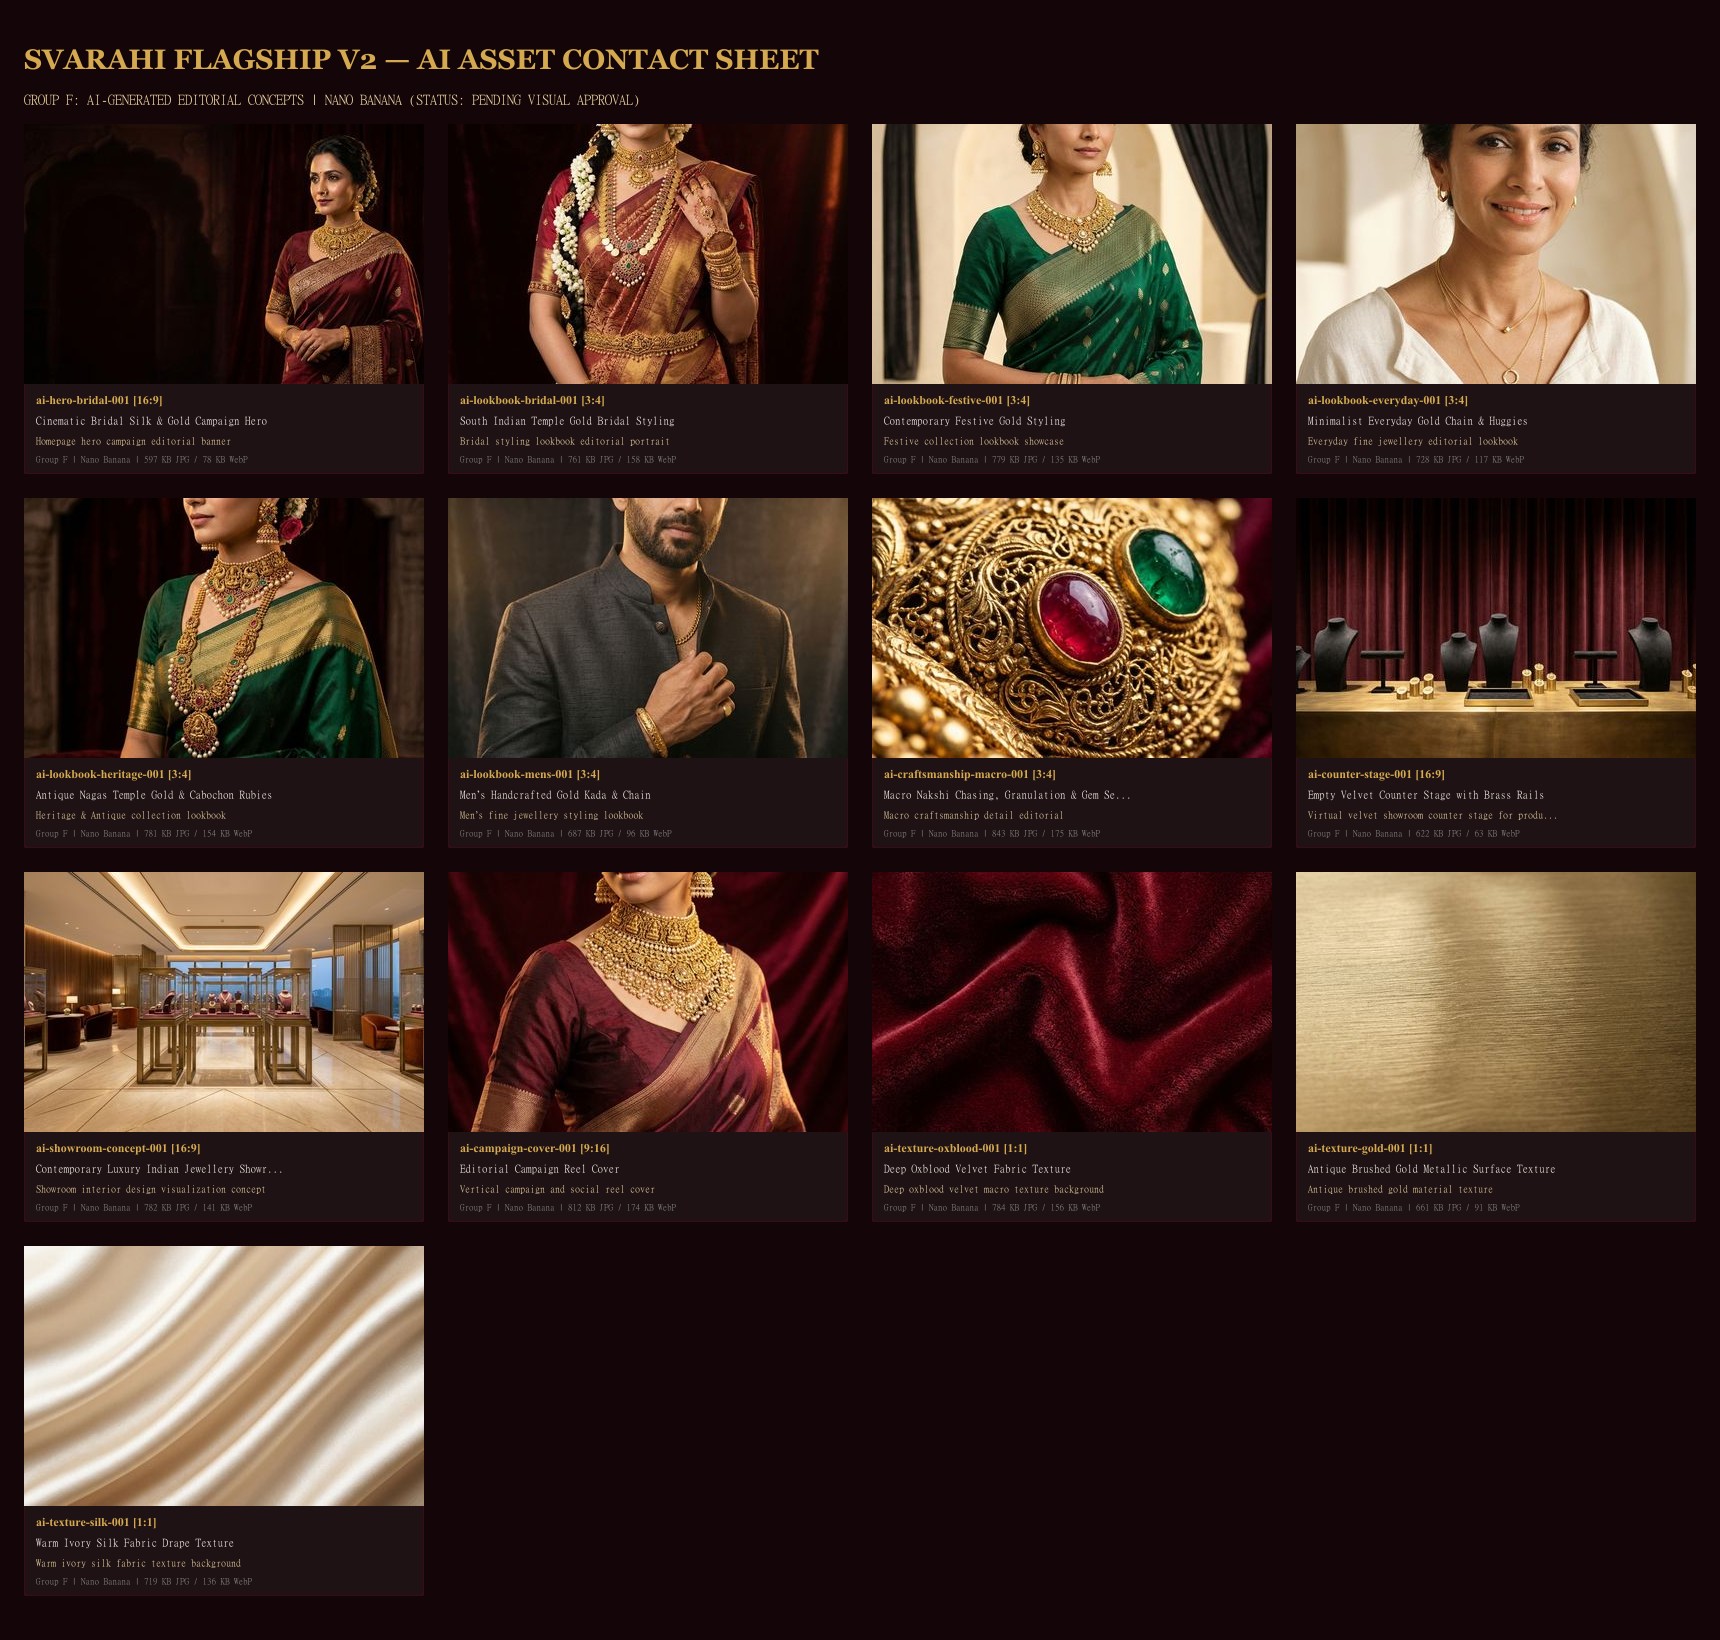 SVARAHI FLAGSHIP V2 — AI ASSET CONTACT SHEET
GROUP F: AI-GENERATED EDITORIAL CONCEPTS | NANO BANANA (STATUS: PENDING VISUAL APPROVAL)
ai-hero-bridal-001 [16:9]
Cinematic Bridal Silk & Gold Campaign Hero
Homepage hero campaign editorial banner
Group F | Nano Banana | 597 KB JPG / 78 KB WebP
ai-lookbook-bridal-001 [3:4]
South Indian Temple Gold Bridal Styling
Bridal styling lookbook editorial portrait
Group F | Nano Banana | 761 KB JPG / 158 KB WebP
ai-lookbook-festive-001 [3:4]
Contemporary Festive Gold Styling
Festive collection lookbook showcase
Group F | Nano Banana | 779 KB JPG / 135 KB WebP
ai-lookbook-everyday-001 [3:4]
Minimalist Everyday Gold Chain & Huggies
Everyday fine jewellery editorial lookbook
Group F | Nano Banana | 728 KB JPG / 117 KB WebP
ai-lookbook-heritage-001 [3:4]
Antique Nagas Temple Gold & Cabochon Rubies
Heritage & Antique collection lookbook
Group F | Nano Banana | 781 KB JPG / 154 KB WebP
ai-lookbook-mens-001 [3:4]
Men's Handcrafted Gold Kada & Chain
Men's fine jewellery styling lookbook
Group F | Nano Banana | 687 KB JPG / 96 KB WebP
ai-craftsmanship-macro-001 [3:4]
Macro Nakshi Chasing, Granulation & Gem Se...
Macro craftsmanship detail editorial
Group F | Nano Banana | 843 KB JPG / 175 KB WebP
ai-counter-stage-001 [16:9]
Empty Velvet Counter Stage with Brass Rails
Virtual velvet showroom counter stage for produ...
Group F | Nano Banana | 622 KB JPG / 63 KB WebP
ai-showroom-concept-001 [16:9]
Contemporary Luxury Indian Jewellery Showr...
Showroom interior design visualization concept
Group F | Nano Banana | 782 KB JPG / 141 KB WebP
ai-campaign-cover-001 [9:16]
Editorial Campaign Reel Cover
Vertical campaign and social reel cover
Group F | Nano Banana | 812 KB JPG / 174 KB WebP
ai-texture-oxblood-001 [1:1]
Deep Oxblood Velvet Fabric Texture
Deep oxblood velvet macro texture background
Group F | Nano Banana | 784 KB JPG / 156 KB WebP
ai-texture-gold-001 [1:1]
Antique Brushed Gold Metallic Surface Texture
Antique brushed gold material texture
Group F | Nano Banana | 661 KB JPG / 91 KB WebP
ai-texture-silk-001 [1:1]
Warm Ivory Silk Fabric Drape Texture
Warm ivory silk fabric texture background
Group F | Nano Banana | 719 KB JPG / 136 KB WebP